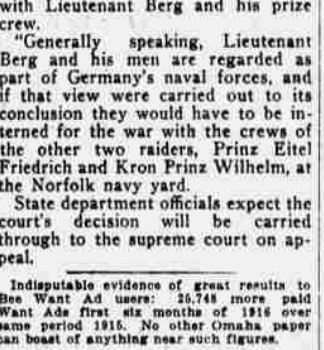 with Lieutenant Berg and his prize
crew.
"Generally speaking, Lieutenant
Berg and his men are regarded as
part of Germany's naval forces, and
if that view were carried out to its
conclusion they would have to be in-
terned for the war with the crews of
the other two raiders, Prinz Eitel
Friedrich and Kron Prinz Wilhelm, at
the Norfolk navy yard.
State department officials expect the
court's decision will be carried
through to the supreme court on ap-
peal.
Indisputable evidence of great results to
Bee Want Ad users: 25,748 more paid
Want Ads first six months of 1916 over
same period 1915. No other Omaha paper
can boast of anything near such figures.